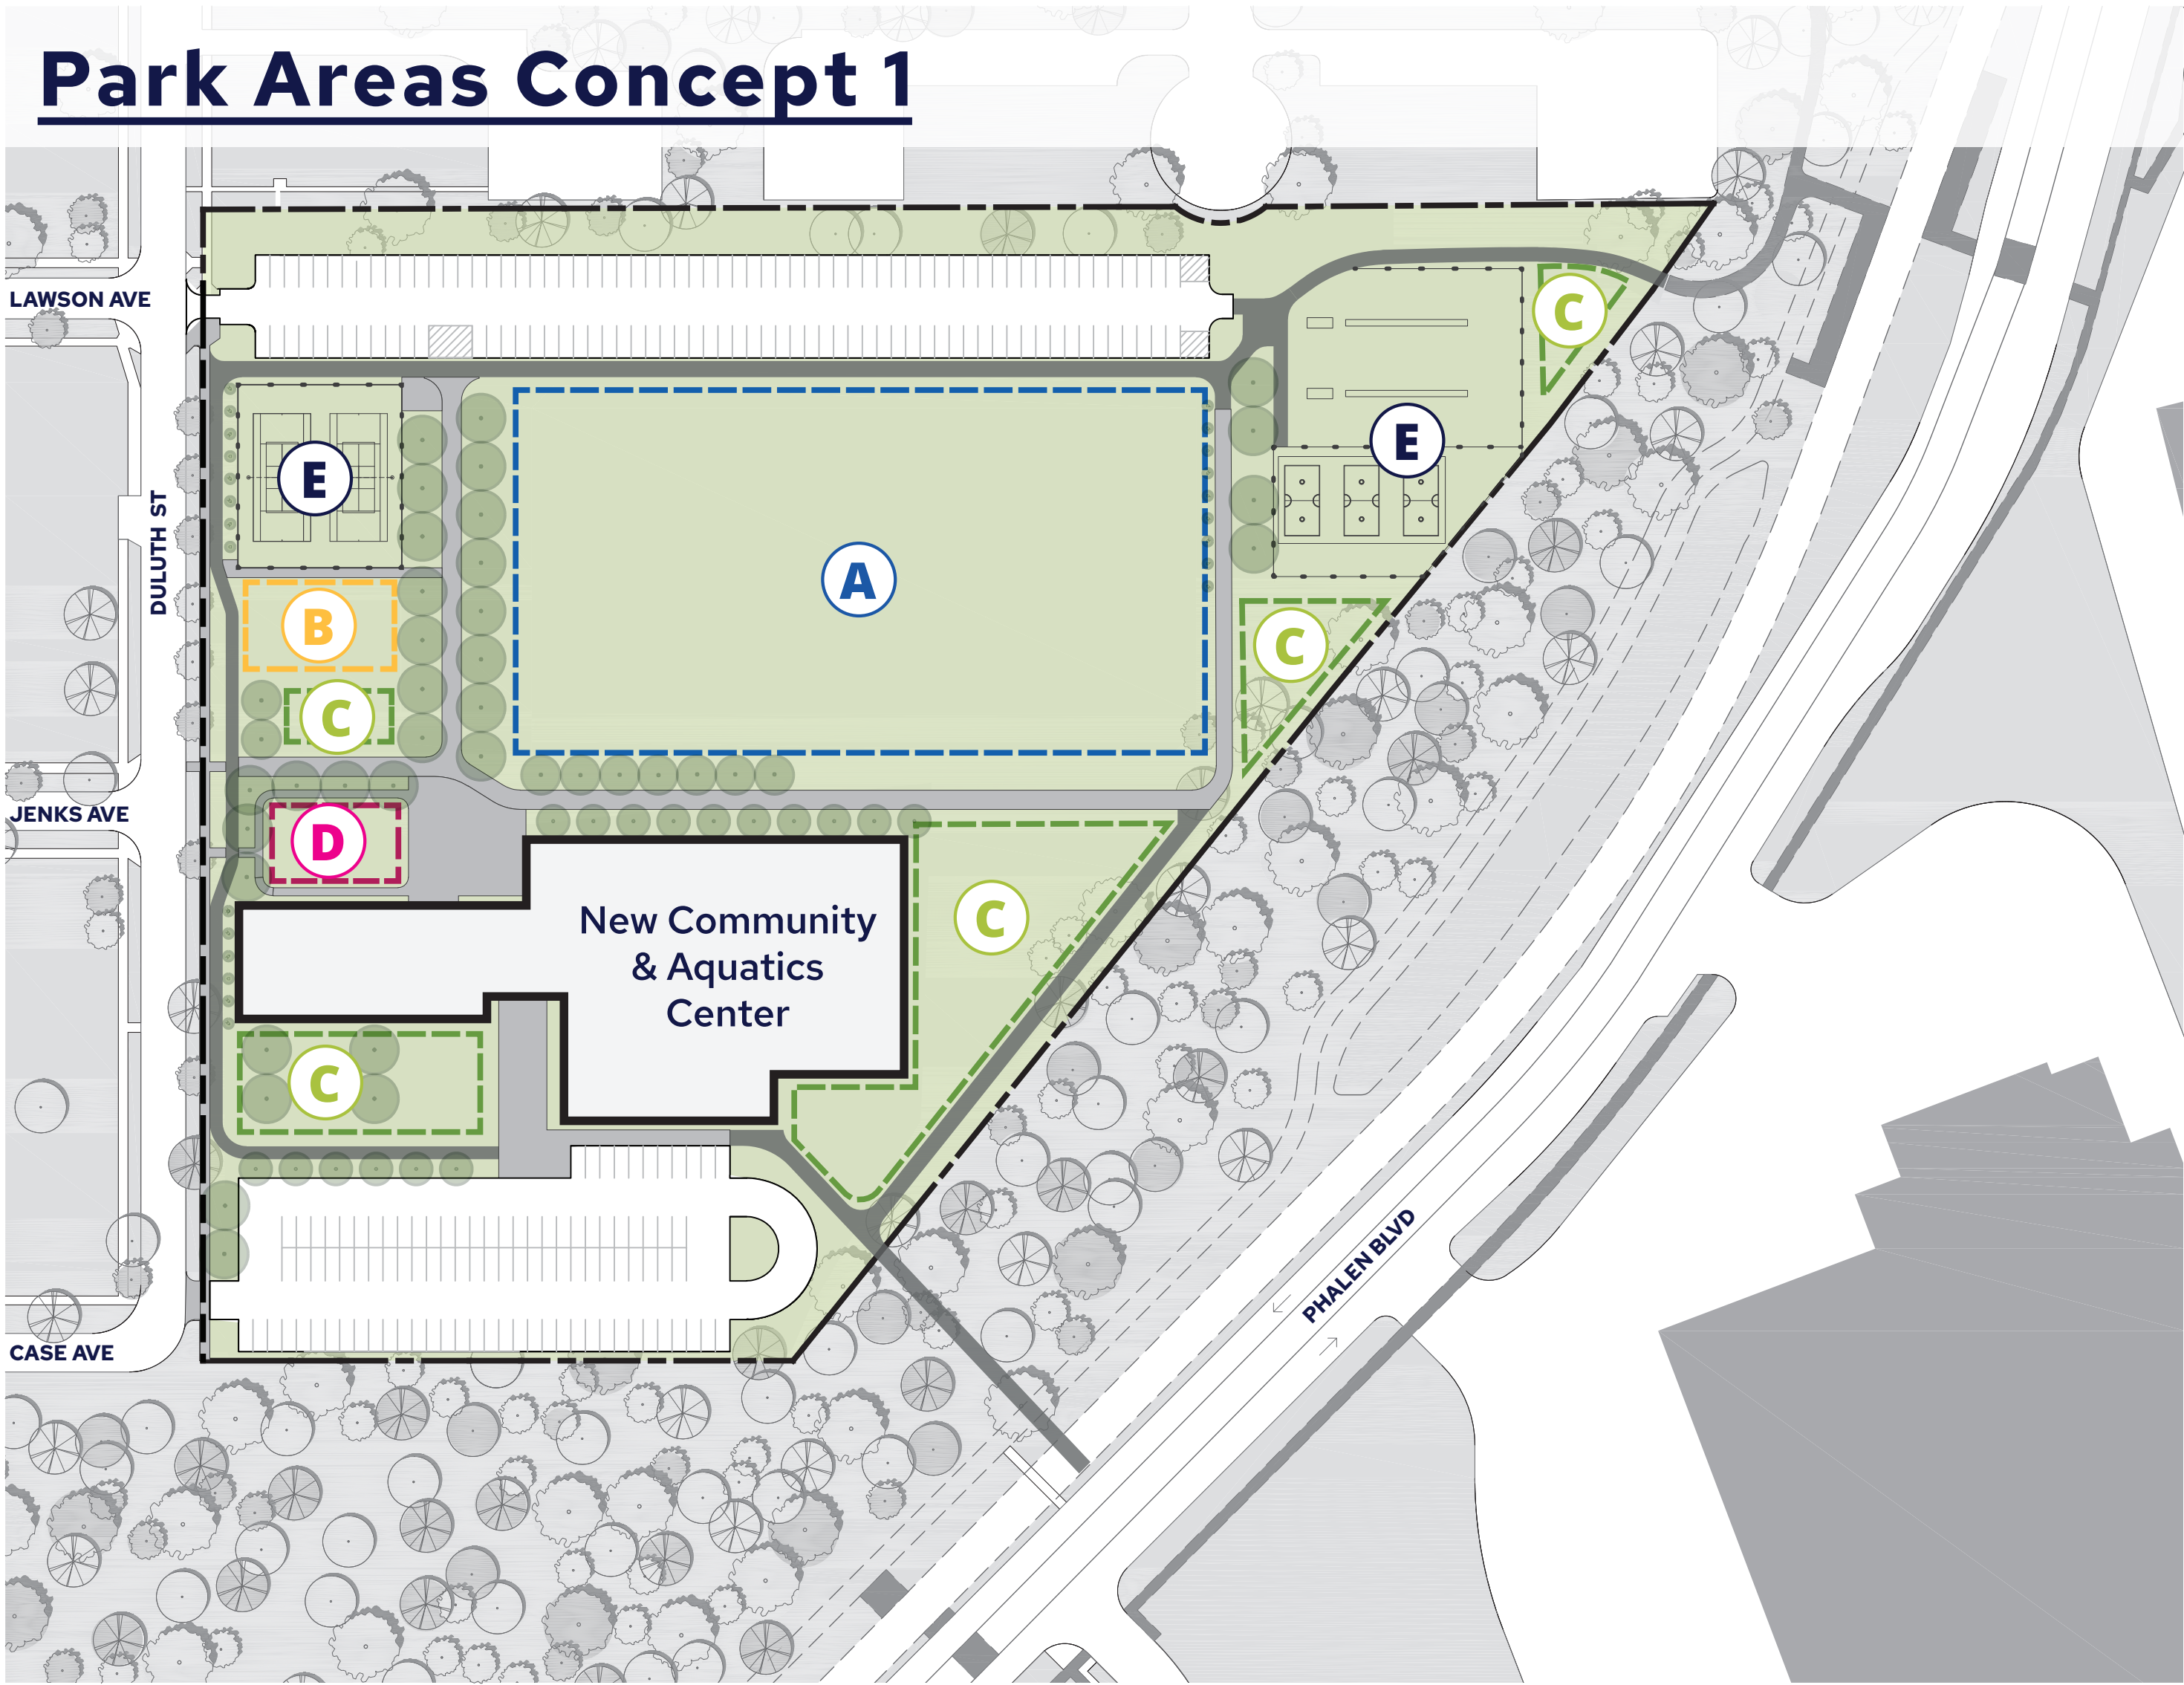 Park Areas Concept 1
LAWSON AVE
C
E
E
DULUTH ST
A
B
C
C
JENKS AVE
D
New Community
& Aquatics
Center
C
C
PHALEN BLVD
CASE AVE